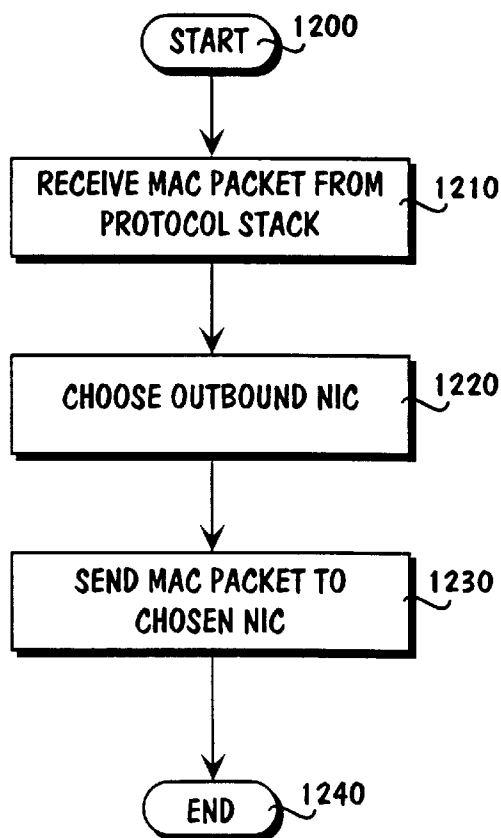 START
1200
RECEIVE MAC PACKET FROM
PROTOCOL STACK
1210
CHOOSE OUTBOUND NIC
1220
SEND MAC PACKET TO
CHOSEN NIC
1230
END
1240